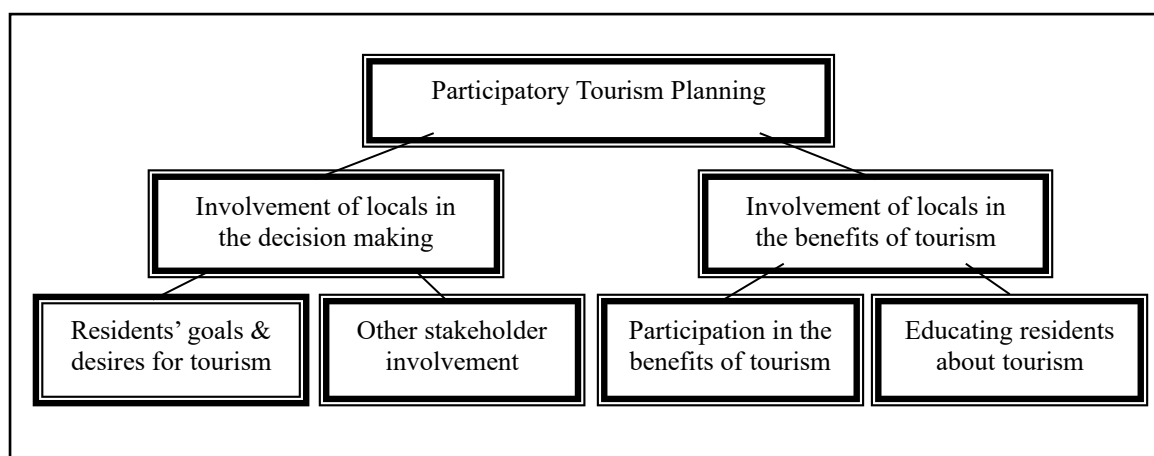 Participatory Tourism Planning
Involvement of locals in
the decision making
Involvement of locals in
the benefits of tourism
Residents’ goals &
desires for tourism
Other stakeholder
involvement
Participation in the
benefits of tourism
Educating residents
about tourism